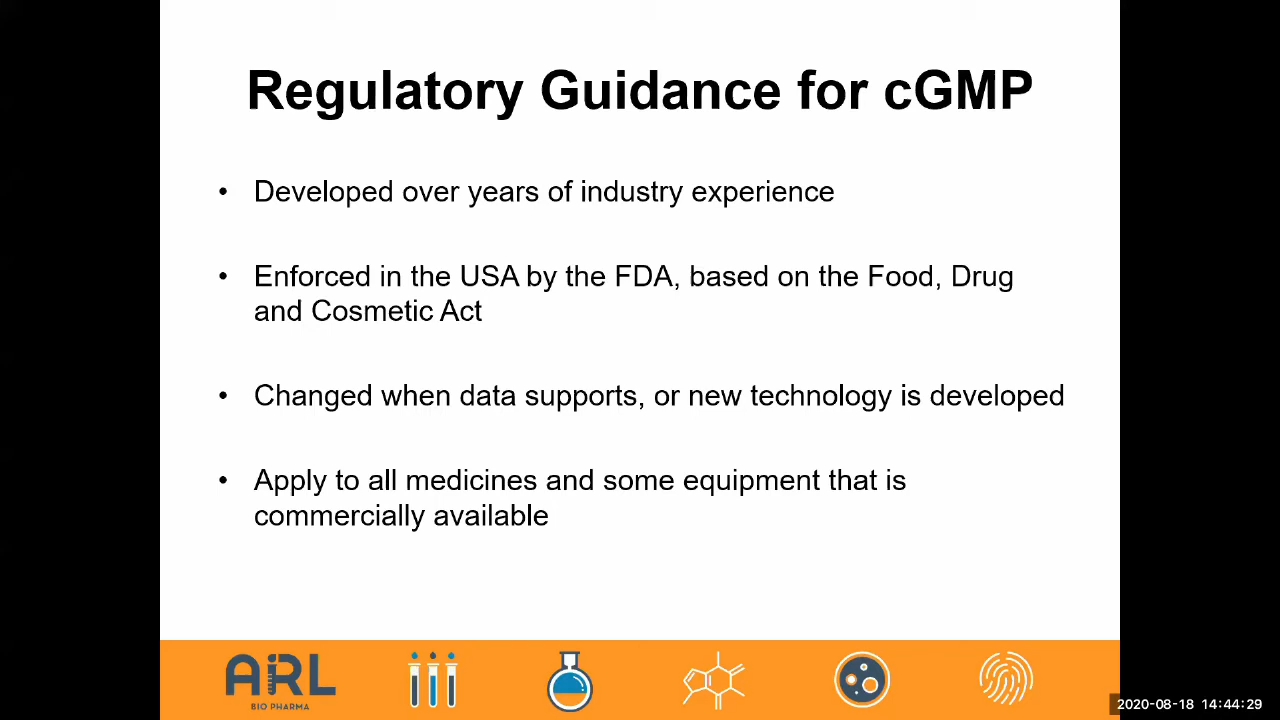 Regulatory Guidance for cGMP
• Developed over years of industry experience
• Enforced in the USA by the FDA, based on the Food, Drug
and Cosmetic Act
• Changed when data supports, or new technology is developed
• Apply to all medicines and some equipment that is
commercially available
ARL
BIO PHARMA
2020-08-18 14:44:29